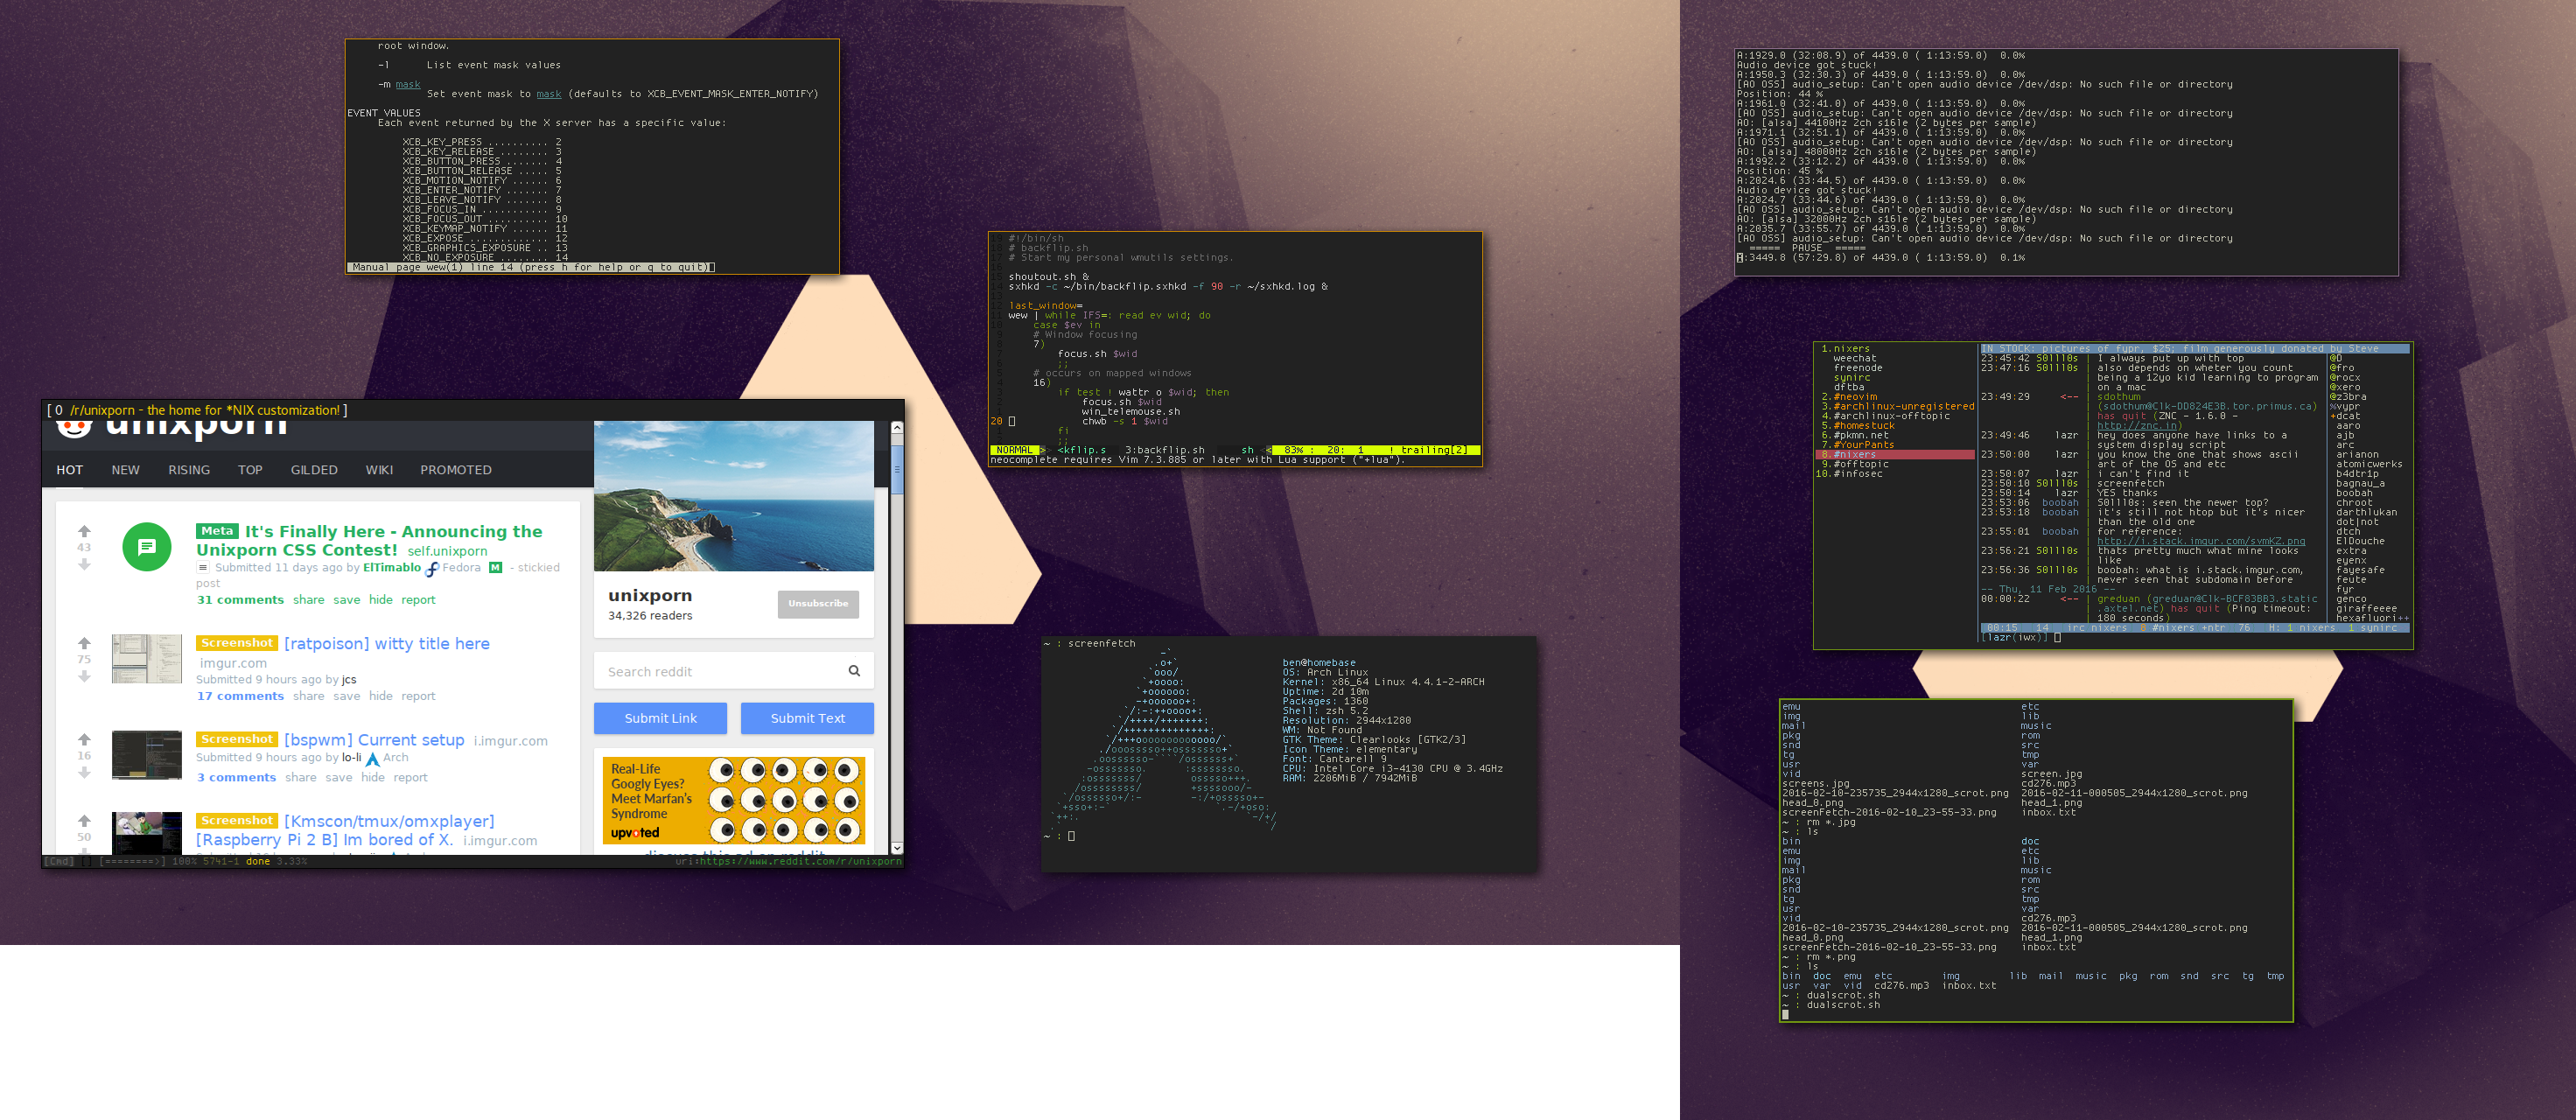 root window.
-l      List event mask values
-m mask
Set event mask to mask (defaults to XCB_EVENT_MASK_ENTER_NOTIFY)
EVENT VALUES
Each event returned by the X server has a specific value:
XCB_KEY_PRESS .......... 2
XCB_KEY_RELEASE ........ 3
XCB_BUTTON_PRESS ....... 4
XCB_BUTTON_RELEASE ..... 5
XCB_MOTION_NOTIFY ...... 6
XCB_ENTER_NOTIFY ....... 7
XCB_LEAVE_NOTIFY ....... 8
XCB_FOCUS_IN ........... 9
XCB_FOCUS_OUT .......... 10
XCB_KEYMAP_NOTIFY ...... 11
XCB_EXPOSE ............. 12
XCB_GRAPHICS_EXPOSURE .. 13
XCB_NO_EXPOSURE ........ 14
Manual page wew(1) line 14 (press h for help or q to quit)
#!/bin/sh
# backflip.sh
# Start my personal wmutils settings.
shoutout.sh &
sxhkd -c ~/bin/backflip.sxhkd -f 90 -r ~/sxhkd.log &
last_window=
wew | while IFS=: read ev wid; do
case $ev in
# Window focusing
7)
focus.sh $wid
;;
# occurs on mapped windows
16)
if test ! wattr o $wid; then
focus.sh $wid
win_telemouse.sh
20 chwb -s 1 $wid
fi
;;
NORMAL > <kflip.s 3:backflip.sh sh < 83% : 20: 1 ! trailing[2]
neocomplete requires Vim 7.3.885 or later with Lua support ("+lua").
[ 0 /r/unixporn - the home for *NIX customization! ]
unixporn
HOT NEW RISING TOP GILDED WIKI PROMOTED
43
Meta It's Finally Here - Announcing the
Unixporn CSS Contest! self.unixporn
Submitted 11 days ago by ElTimablo Fedora M - stickied
post
31 comments share save hide report
75
Screenshot [ratpoison] witty title here
imgur.com
Submitted 9 hours ago by jcs
17 comments share save hide report
16
Screenshot [bspwm] Current setup i.imgur.com
Submitted 9 hours ago by lo-li Arch
3 comments share save hide report
50
Screenshot [Kmscon/tmux/omxplayer]
[Raspberry Pi 2 B] Im bored of X. i.imgur.com
unixporn
34,326 readers
Unsubscribe
Search reddit
Submit Link Submit Text
Real-Life
Googly Eyes?
Meet Marfan's
Syndrome
upvoted
discuss this ad on reddit
[Cmd] [] [========>] 100% 5741-1 done 3.33% uri:https://www.reddit.com/r/unixporn
~ : screenfetch
ben@homebase
OS: Arch Linux
Kernel: x86_64 Linux 4.4.1-2-ARCH
Uptime: 2d 10m
Packages: 1360
Shell: zsh 5.2
Resolution: 2944x1280
WM: Not Found
GTK Theme: Clearlooks [GTK2/3]
Icon Theme: elementary
Font: Cantarell 9
CPU: Intel Core i3-4130 CPU @ 3.4GHz
RAM: 2206MiB / 7942MiB
~ :
A:1929.0 (32:08.9) of 4439.0 ( 1:13:59.0)  0.0%
Audio device got stuck!
A:1950.3 (32:30.3) of 4439.0 ( 1:13:59.0)  0.0%
[AO OSS] audio_setup: Can't open audio device /dev/dsp: No such file or directory
Position: 44 %
A:1961.0 (32:41.0) of 4439.0 ( 1:13:59.0)  0.0%
[AO OSS] audio_setup: Can't open audio device /dev/dsp: No such file or directory
AO: [alsa] 44100Hz 2ch s16le (2 bytes per sample)
A:1971.1 (32:51.1) of 4439.0 ( 1:13:59.0)  0.0%
[AO OSS] audio_setup: Can't open audio device /dev/dsp: No such file or directory
AO: [alsa] 48000Hz 2ch s16le (2 bytes per sample)
A:1992.2 (33:12.2) of 4439.0 ( 1:13:59.0)  0.0%
Position: 45 %
A:2024.6 (33:44.5) of 4439.0 ( 1:13:59.0)  0.0%
Audio device got stuck!
A:2024.7 (33:44.6) of 4439.0 ( 1:13:59.0)  0.0%
[AO OSS] audio_setup: Can't open audio device /dev/dsp: No such file or directory
AO: [alsa] 32000Hz 2ch s16le (2 bytes per sample)
A:2035.7 (33:55.7) of 4439.0 ( 1:13:59.0)  0.0%
[AO OSS] audio_setup: Can't open audio device /dev/dsp: No such file or directory
=====  PAUSE  =====
A:3449.8 (57:29.8) of 4439.0 ( 1:13:59.0)  0.1%
1.nixers
weechat
freenode
synirc
dftba
2.#neovim
3.#archlinux-unregistered
4.#archlinux-offtopic
5.#homestuck
6.#pkmn.net
7.#YourPants
8.#nixers
9.#offtopic
10.#infosec
IN STOCK: pictures of fypr, $25; film generously donated by Steve
23:45:42 S01110s | I always put up with top
23:47:16 S01110s | also depends on wheter you count
being a 12yo kid learning to program
on a mac
23:49:29 <-- | sdothum
(sdothum@Clk-DD824E3B.tor.primus.ca)
has quit (ZNC - 1.6.0 -
http://znc.in)
23:49:46 lazr | hey does anyone have links to a
system display script
23:50:00 lazr | you know the one that shows ascii
art of the OS and etc
23:50:07 lazr | i can't find it
23:50:10 S01110s | screenfetch
23:50:14 lazr | YES thanks
23:53:06 boobah | S01110s: seen the newer top?
23:53:18 boobah | it's still not htop but it's nicer
than the old one
23:55:01 boobah | for reference:
http://i.stack.imgur.com/svmKZ.png
23:56:21 S01110s | thats pretty much what mine looks
like
23:56:36 S01110s | boobah: what is i.stack.imgur.com,
never seen that subdomain before
-- Thu, 11 Feb 2016 --
00:00:22 <-- | greduan (greduan@Clk-BCF83BB3.static
.axtel.net) has quit (Ping timeout:
180 seconds)
00:15 14 irc nixers 8 #nixers +ntr 76 H: 1 nixers 1 synirc
[lazr(iwx)]
@D
@fro
@rocx
@xero
@z3bra
%vypr
+dcat
aaro
ajb
arc
arianon
atomicwerks
b4dtr1p
bagnau_a
boobah
chroot
darthlukan
dot|not
dtch
ElDouche
extra
eyenx
fayesafe
feute
fyr
genco
giraffeeee
hexafluori++
emu etc
img lib
mail music
pkg rom
snd src
tg tmp
usr var
vid screen.jpg
screens.jpg cd276.mp3
2016-02-10-235735_2944x1280_scrot.png 2016-02-11-000505_2944x1280_scrot.png
head_0.png head_1.png
screenFetch-2016-02-10_23-55-33.png inbox.txt
~ : rm *.jpg
~ : ls
bin doc
emu etc
img lib
mail music
pkg rom
snd src
tg tmp
usr var
vid cd276.mp3
2016-02-10-235735_2944x1280_scrot.png 2016-02-11-000505_2944x1280_scrot.png
head_0.png head_1.png
screenFetch-2016-02-10_23-55-33.png inbox.txt
~ : rm *.png
~ : ls
bin doc emu etc img lib mail music pkg rom snd src tg tmp
usr var vid cd276.mp3 inbox.txt
~ : dualscrot.sh
~ : dualscrot.sh